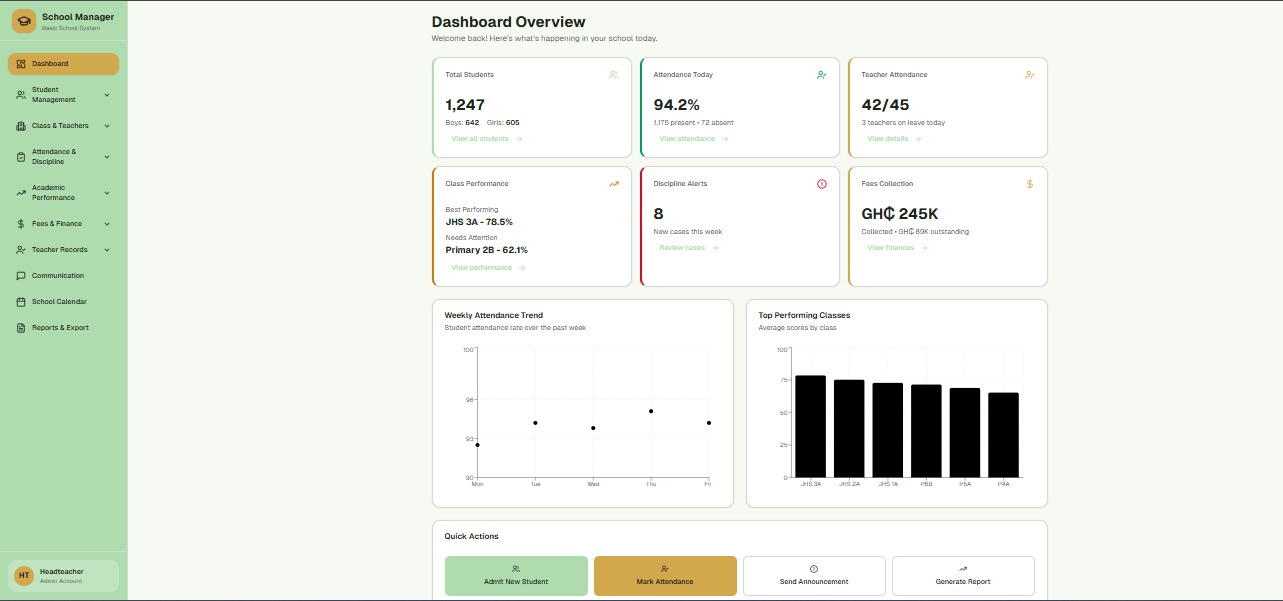 School Manager
Basic School System
Dashboard
Student
Management
Class & Teachers
Attendance &
Discipline
Academic
Performance
Fees & Finance
Teacher Records
Communication
School Calendar
Reports & Export
HT
Headteacher
Admin Account
Dashboard Overview
Welcome back! Here's what's happening in your school today.
Total Students
1,247
Boys: 642 Girls: 605
View all students →
Attendance Today
94.2%
1,175 present • 72 absent
View attendance →
Teacher Attendance
42/45
3 teachers on leave today
View details →
Class Performance
Best Performing
JHS 3A - 78.5%
Needs Attention
Primary 2B - 62.1%
View performance →
Discipline Alerts
8
New cases this week
Review cases →
Fees Collection
GH₵ 245K
Collected • GH₵ 89K outstanding
View finances →
Weekly Attendance Trend
Student attendance rate over the past week
100
96
93
90
Mon Tue Wed Thu Fri
Top Performing Classes
Average scores by class
100
75
50
25
0
JHS 3A JHS 2A JHS 1A P6B P5A P4A
Quick Actions
Admit New Student
Mark Attendance
Send Announcement
Generate Report